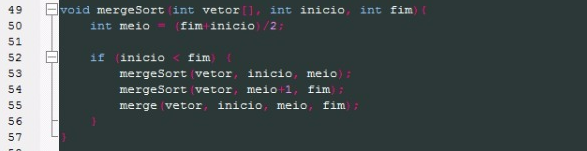 49 void mergeSort(int vetor[], int inicio, int fim){
50     int meio = (fim+inicio)/2;
51
52     if (inicio < fim) {
53         mergeSort(vetor, inicio, meio);
54         mergeSort(vetor, meio+1, fim);
55         merge(vetor, inicio, meio, fim);
56     }
57 }